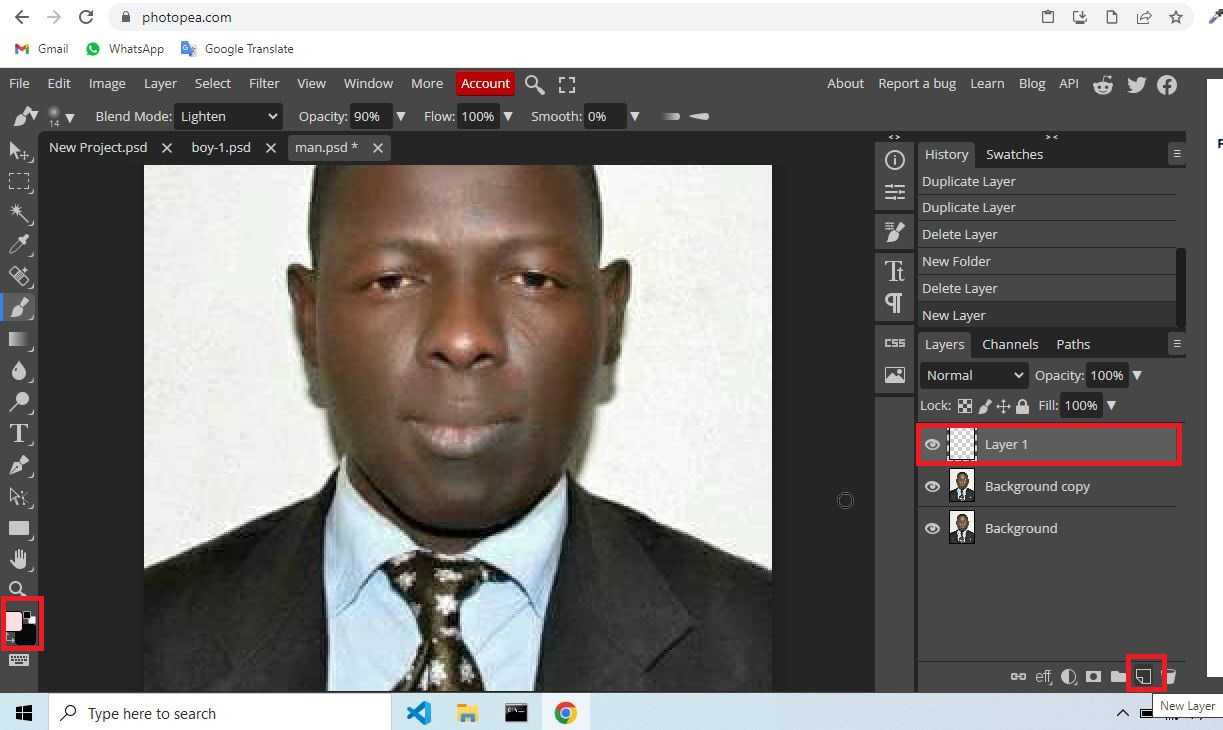 photopea.com
Gmail WhatsApp Google Translate
File Edit Image Layer Select Filter View Window More Account About Report a bug Learn Blog API
14 Blend Mode: Lighten Opacity: 90% Flow: 100% Smooth: 0%
New Project.psd boy-1.psd man.psd *
History Swatches
Duplicate Layer
Duplicate Layer
Delete Layer
New Folder
Delete Layer
New Layer
CSS
Layers Channels Paths
Normal Opacity: 100%
Lock: Fill: 100%
Layer 1
Background copy
Background
eff
New Layer
Type here to search